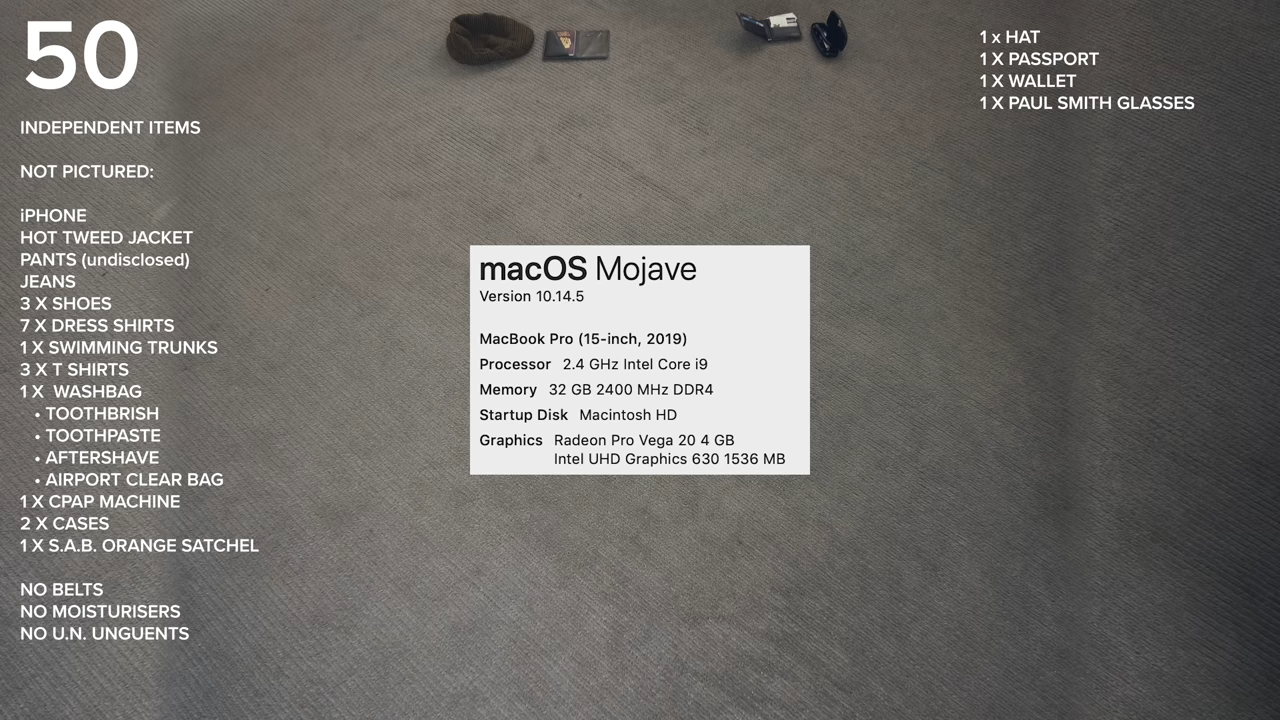 50
INDEPENDENT ITEMS
NOT PICTURED:
iPHONE
HOT TWEED JACKET
PANTS (undisclosed)
JEANS
3 X SHOES
7 X DRESS SHIRTS
1 X SWIMMING TRUNKS
3 X T SHIRTS
1 X  WASHBAG
• TOOTHBRISH
• TOOTHPASTE
• AFTERSHAVE
• AIRPORT CLEAR BAG
1 X CPAP MACHINE
2 X CASES
1 X S.A.B. ORANGE SATCHEL
NO BELTS
NO MOISTURISERS
NO U.N. UNGUENTS
macOS Mojave
Version 10.14.5
MacBook Pro (15-inch, 2019)
Processor 2.4 GHz Intel Core i9
Memory 32 GB 2400 MHz DDR4
Startup Disk Macintosh HD
Graphics Radeon Pro Vega 20 4 GB
Intel UHD Graphics 630 1536 MB
1 x HAT
1 X PASSPORT
1 X WALLET
1 X PAUL SMITH GLASSES